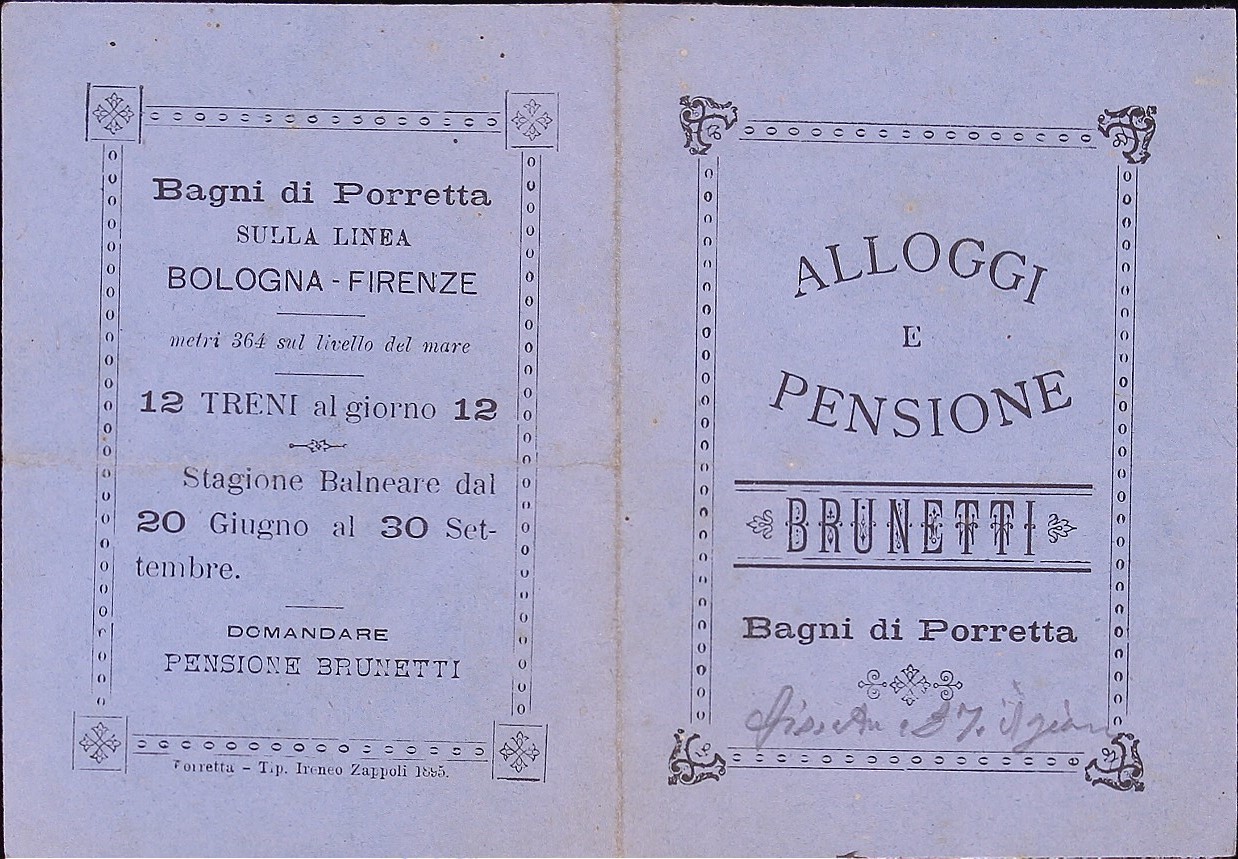 Bagni di Porretta
SULLA LINEA
BOLOGNA - FIRENZE
metri 364 sul livello del mare
12 TRENI al giorno 12
Stagione Balneare dal
20 Giugno al 30 Set-
tembre.
DOMANDARE
PENSIONE BRUNETTI
Porretta - Tip. Ireneo Zappoli 1895.
ALLOGGI
E
PENSIONE
BRUNETTI
Bagni di Porretta